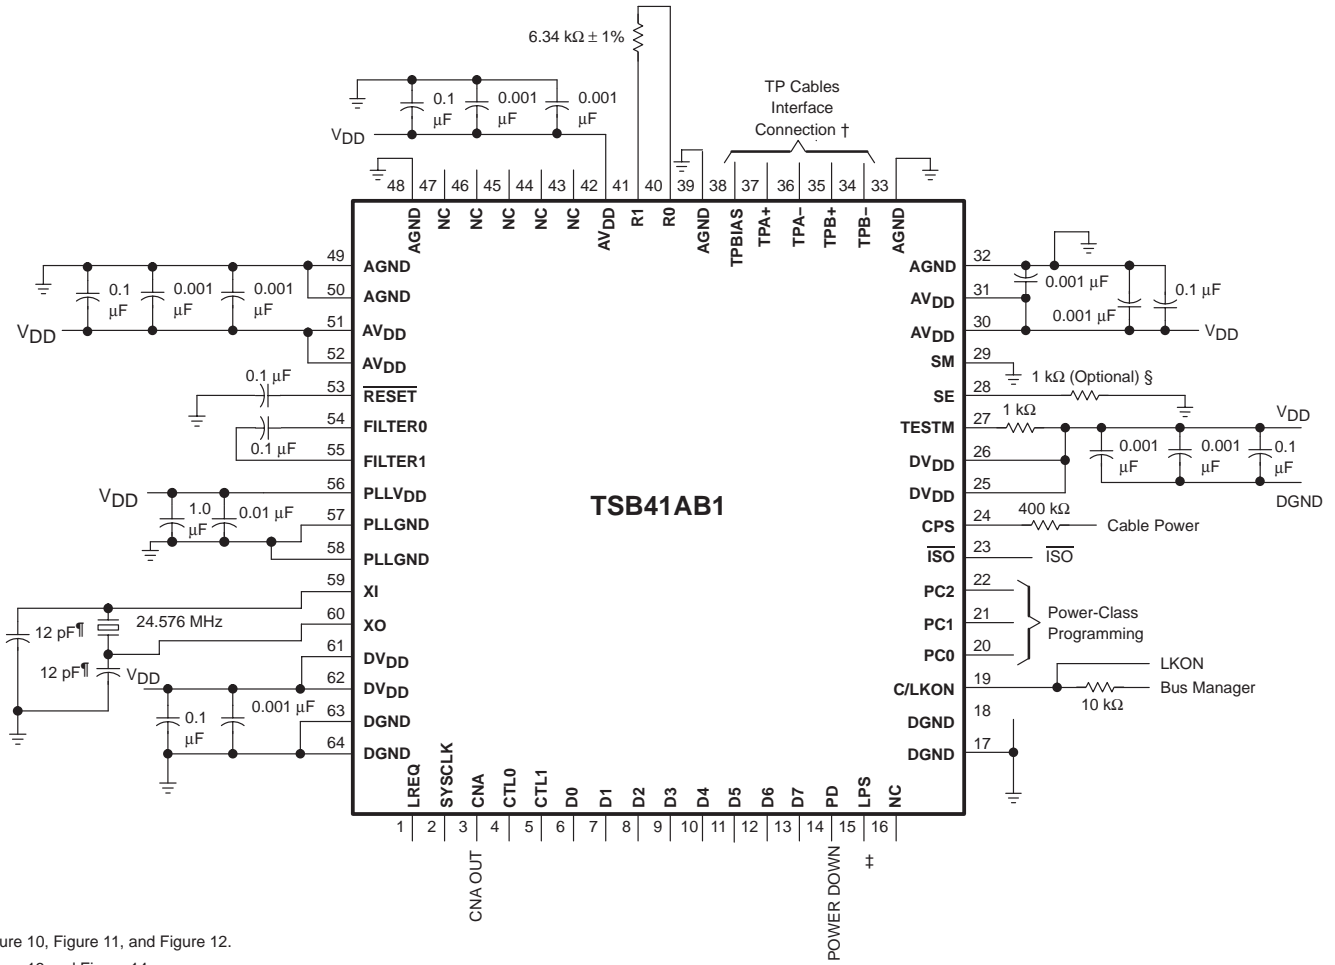 6.34 kΩ ± 1%
0.1 µF
0.001 µF
0.001 µF
VDD
TP Cables
Interface
Connection †
48 47 46 45 44 43 42 41 40 39 38 37 36 35 34 33
AGND NC NC NC NC NC AVDD R1 R0 AGND TPBIAS TPA+ TPA− TPB+ TPB− AGND
49 AGND
50 AGND
51 AVDD
52 AVDD
53 RESET
54 FILTER0
55 FILTER1
56 PLLVDD
57 PLLGND
58 PLLGND
59 XI
60 XO
61 DVDD
62 DVDD
63 DGND
64 DGND
0.1 µF
0.001 µF
0.001 µF
VDD
0.1 µF
0.1 µF
VDD
1.0 µF
0.01 µF
12 pF¶
24.576 MHz
12 pF¶
VDD
0.1 µF
0.001 µF
TSB41AB1
AGND 32
AVDD 31
AVDD 30
SM 29
SE 28
TESTM 27
DVDD 26
DVDD 25
CPS 24
ISO 23
PC2 22
PC1 21
PC0 20
C/LKON 19
DGND 18
DGND 17
0.001 µF
0.001 µF
0.1 µF
VDD
1 kΩ (Optional) §
1 kΩ
VDD
0.001 µF
0.001 µF
0.1 µF
DGND
400 kΩ
Cable Power
ISO
Power-Class
Programming
LKON
Bus Manager
10 kΩ
LREQ SYSCLK CNA CTL0 CTL1 D0 D1 D2 D3 D4 D5 D6 D7 PD LPS NC
1 2 3 4 5 6 7 8 9 10 11 12 13 14 15 16
CNA OUT
POWER DOWN
‡
ure 10, Figure 11, and Figure 12.